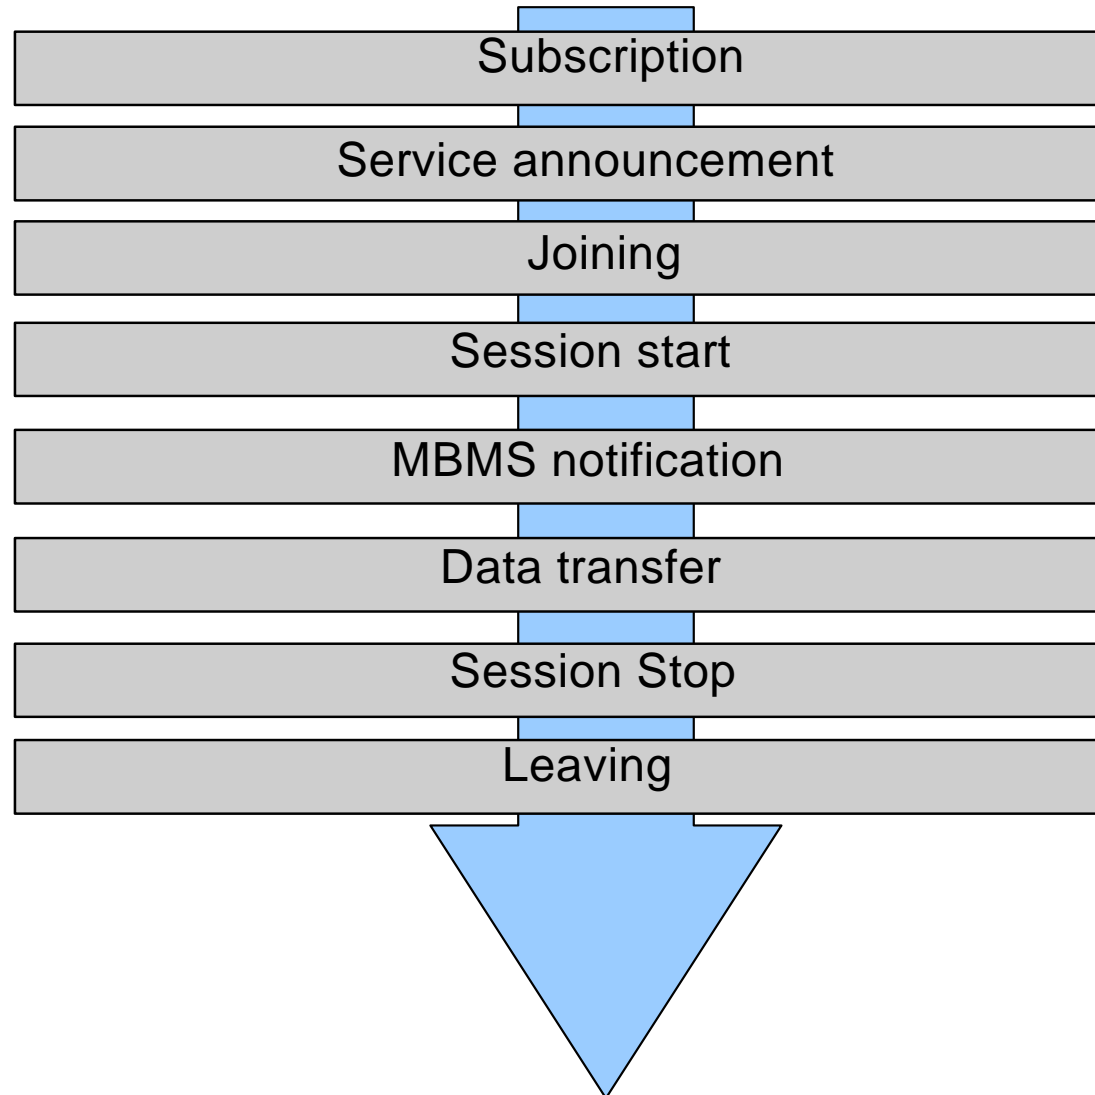 Subscription
Service announcement
Joining
Session start
MBMS notification
Data transfer
Session Stop
Leaving